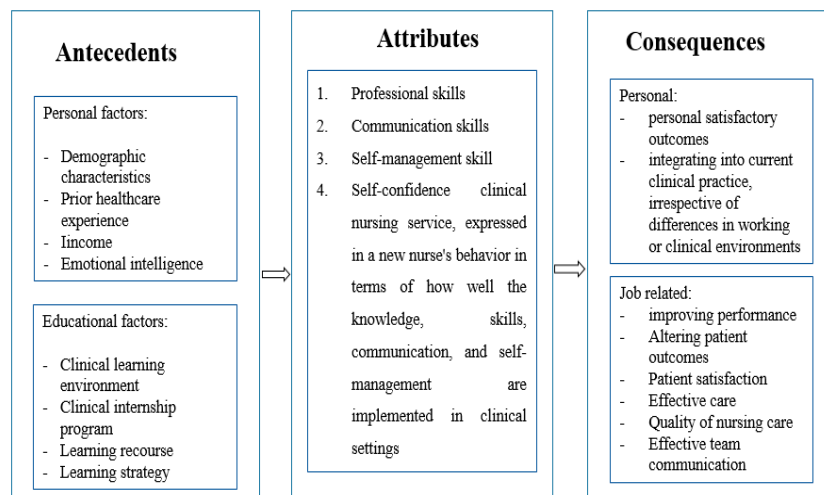 Antecedents
Personal factors:
- Demographic
characteristics
- Prior healthcare
experience
- Iincome
- Emotional intelligence
Educational factors:
- Clinical learning
environment
- Clinical internship
program
- Learning recourse
- Learning strategy
Attributes
1. Professional skills
2. Communication skills
3. Self-management skill
4. Self-confidence clinical
nursing service, expressed
in a new nurse's behavior in
terms of how well the
knowledge, skills,
communication, and self-
management are
implemented in clinical
settings
Consequences
Personal:
- personal satisfactory
outcomes
- integrating into current
clinical practice,
irrespective of
differences in working
or clinical environments
Job related:
- improving performance
- Altering patient
outcomes
- Patient satisfaction
- Effective care
- Quality of nursing care
- Effective team
communication